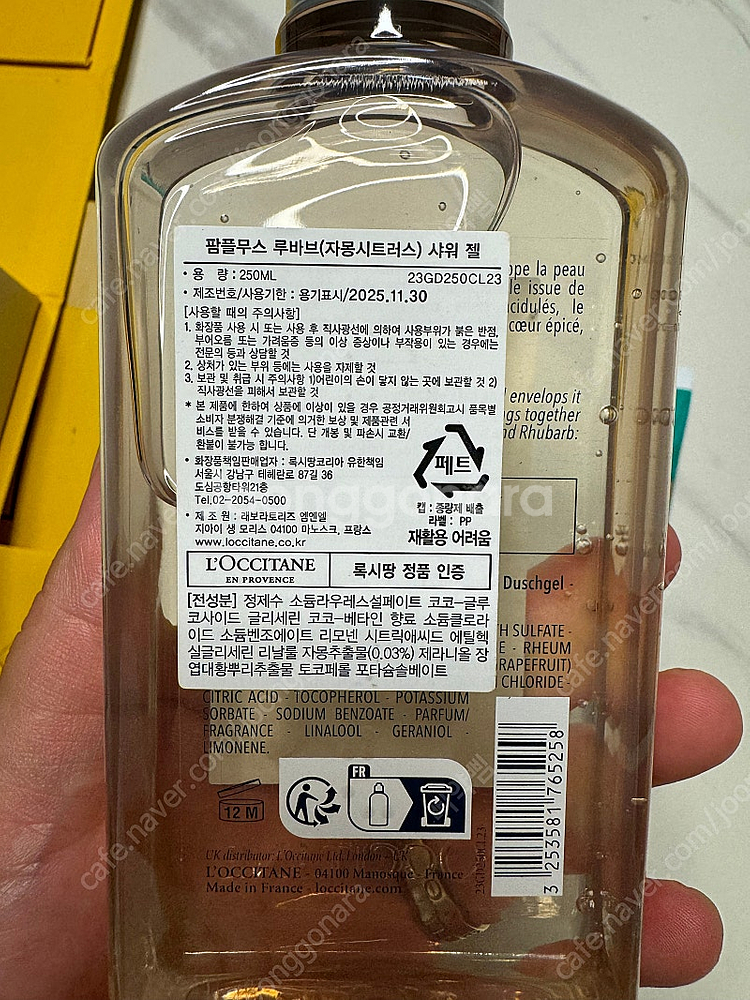 팜플무스 루바브(자몽시트러스) 샤워 젤
• 용 량 : 250ML 23GD250CL23
• 제조번호/사용기한 : 용기표시/2025.11.30
[사용할 때의 주의사항]
1. 화장품 사용 시 또는 사용 후 직사광선에 의하여 사용부위가 붉은 반점,
부어오름 또는 가려움증 등의 이상 증상이나 부작용이 있는 경우에는
전문의 등과 상담할 것
2. 상처가 있는 부위 등에는 사용을 자제할 것
3. 보관 및 취급 시 주의사항 1)어린이의 손이 닿지 않는 곳에 보관할 것 2)
직사광선을 피해서 보관할 것
* 본 제품에 한하여 상품에 이상이 있을 경우 공정거래위원회고시 품목별
소비자 분쟁해결 기준에 의거한 보상 및 제품관련 서
비스를 받을 수 있습니다. 단 개봉 및 파손시 교환/
환불이 불가능 합니다.
• 화장품책임판매업자 : 록시땅코리아 유한책임
서울시 강남구 테헤란로 87길 36
도심공항타워21층
Tel.02-2054-0500
• 제 조 원 : 래보라토리즈 엠엔엘
지아이 생 모리스 04100 마노스크, 프랑스
www.loccitane.co.kr
페트
캡 : 종량제 배출
라벨 : PP
재활용 어려움
L'OCCITANE
EN PROVENCE
록시땅 정품 인증
[전성분] 정제수 소듐라우레스설페이트 코코-글루
코사이드 글리세린 코코-베타인 향료 소듐클로라
이드 소듐벤조에이트 리모넨 시트릭애씨드 에틸헥
실글리세린 리날룰 자몽추출물(0.03%) 제라니올 장
엽대황뿌리추출물 토코페롤 포타슘솔베이트
ppe la peau
le issue de
acidulés, le
cœur épicé,
envelops it
ngs together
nd Rhubarb:
Duschgel -
TH SULFATE -
E - RHEUM
GRAPEFRUIT)
CHLORIDE -
CITRIC ACID - TOCOPHEROL - POTASSIUM
SORBATE - SODIUM BENZOATE - PARFUM/
FRAGRANCE - LINALOOL - GERANIOL -
LIMONENE.
12 M
FR
UK distributor: L'Occitane Ltd, London - UK
L'OCCITANE - 04100 Manosque - France
Made in France - loccitane.com
23GD250CL23
3 253581 765258
joonggonara
cafe.naver.com/joonggonara